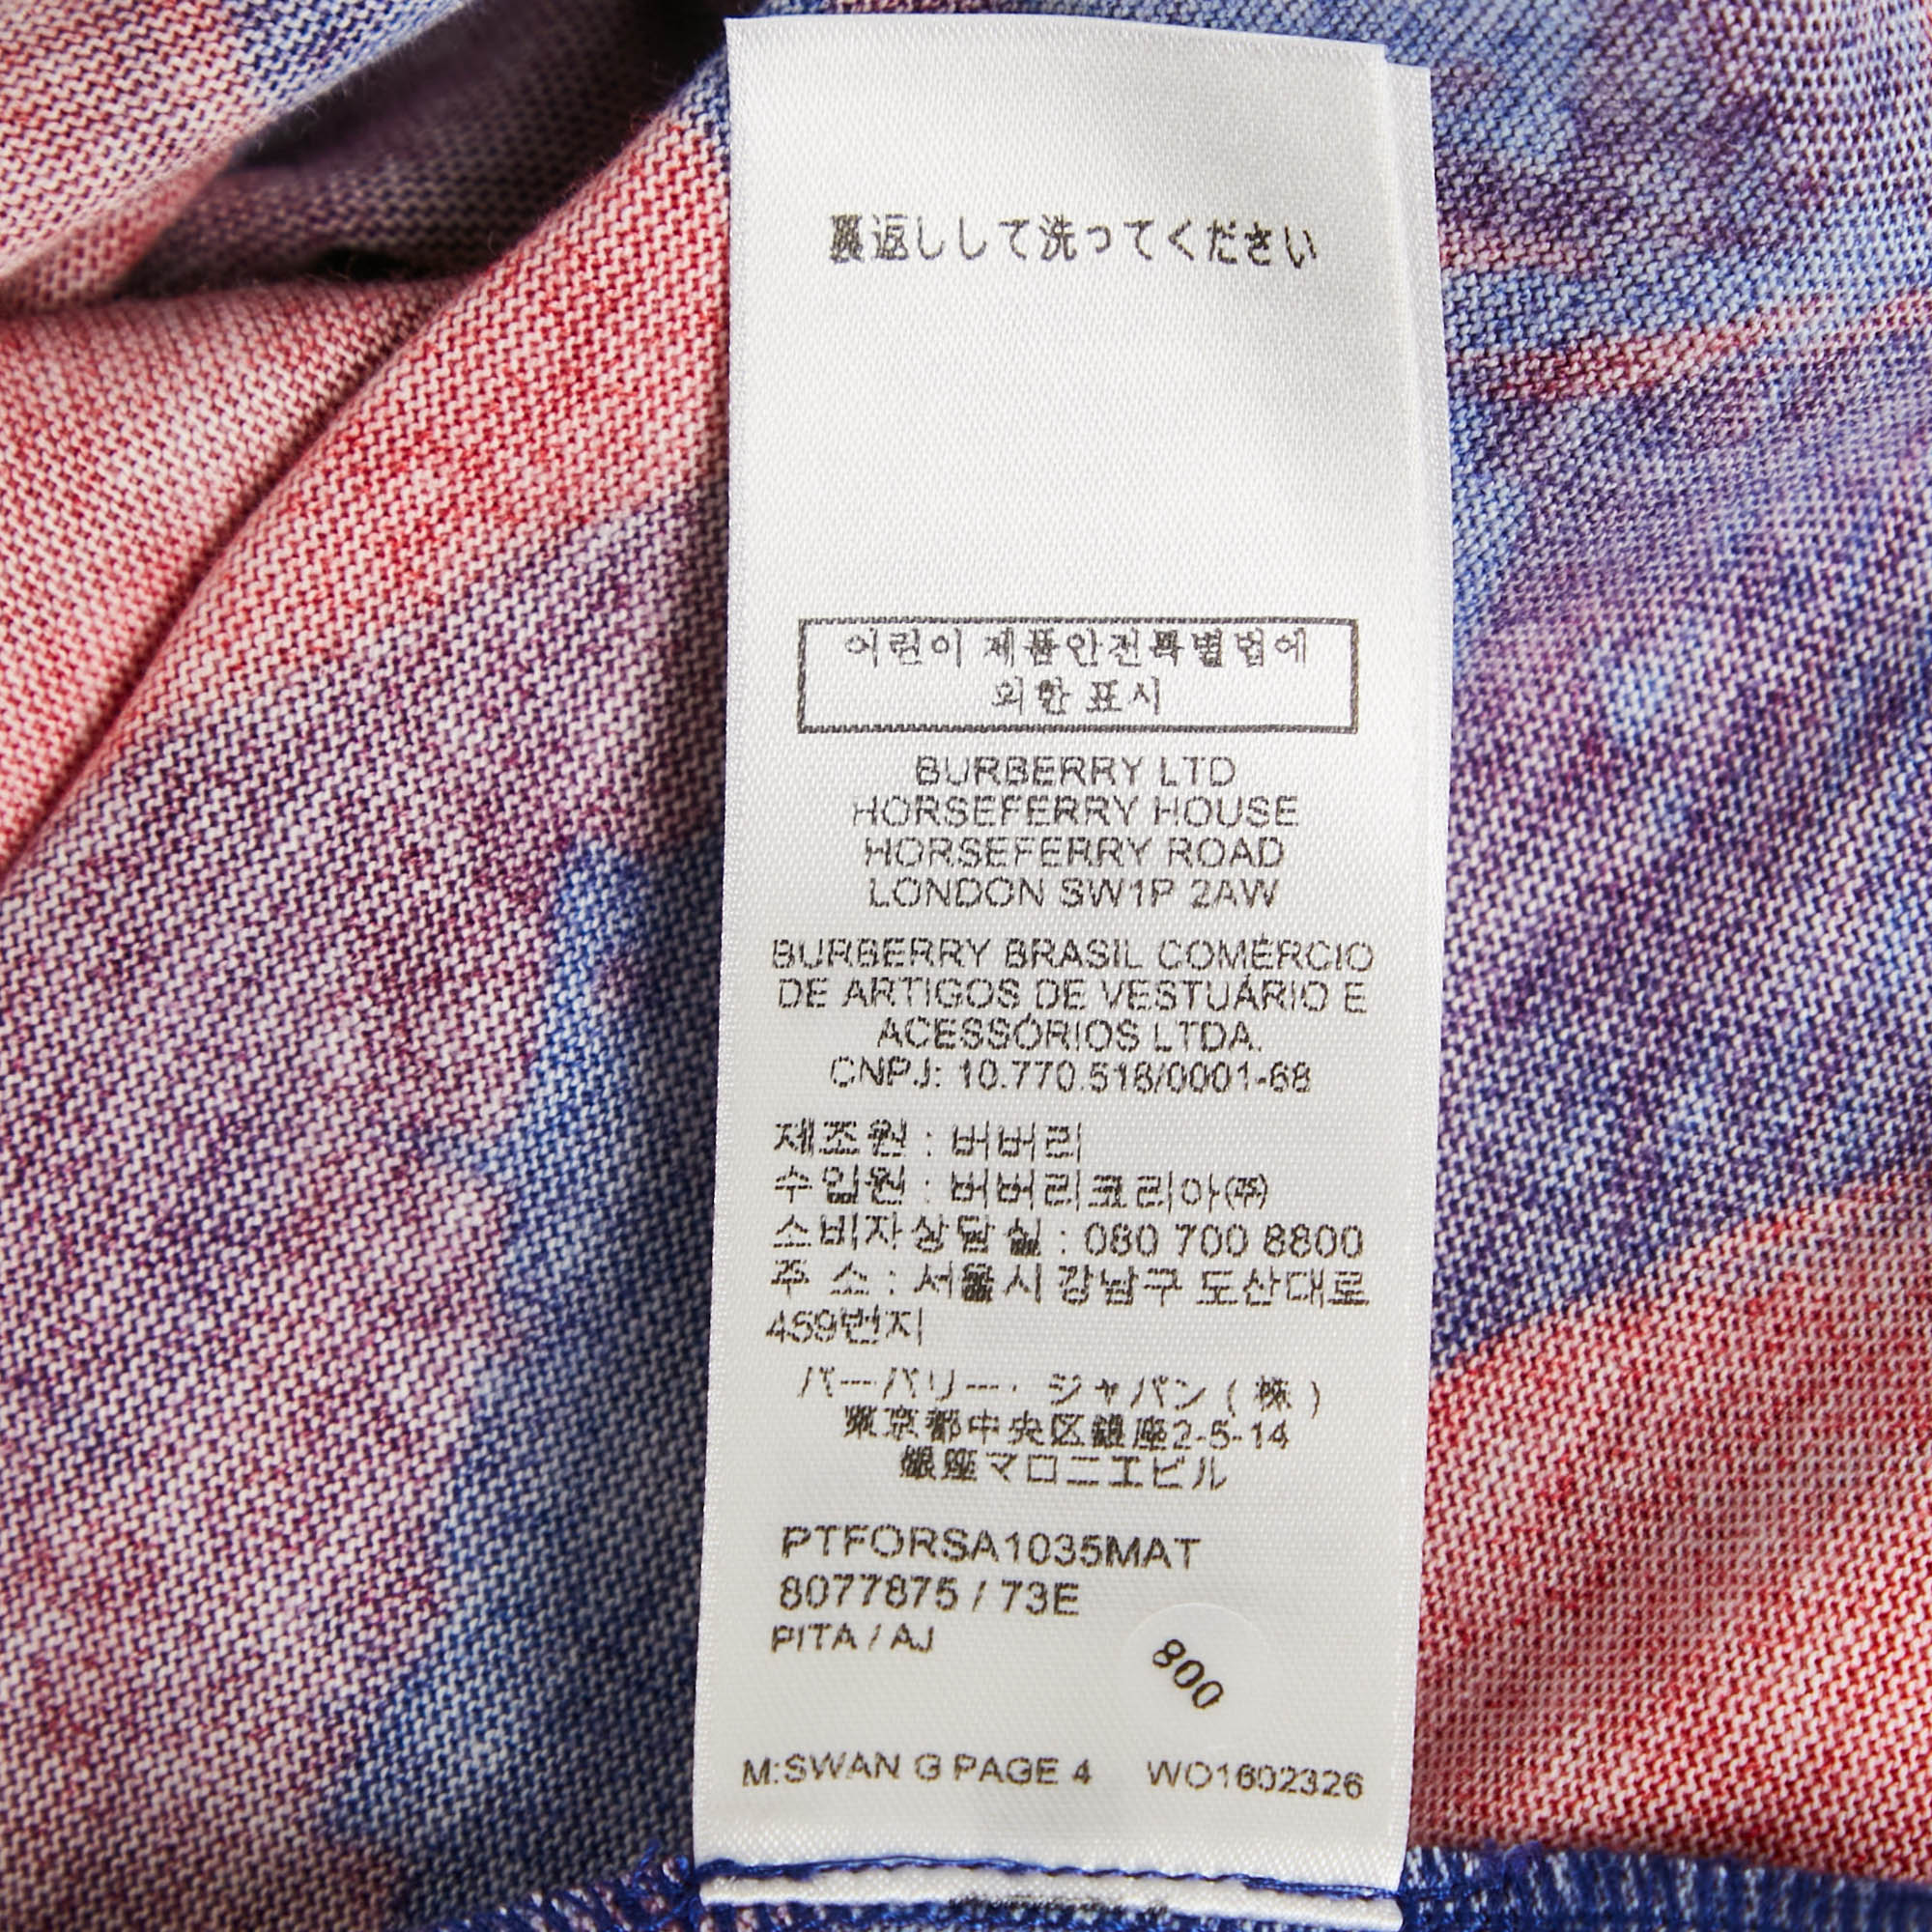 裏返しして洗ってください
어린이 제품안전특별법에
의한 표시
BURBERRY LTD
HORSEFERRY HOUSE
HORSEFERRY ROAD
LONDON SW1P 2AW
BURBERRY BRASIL COMÉRCIO
DE ARTIGOS DE VESTUÁRIO E
ACESSÓRIOS LTDA.
CNPJ: 10.770.518/0001-68
제조원 : 버버리
수입원 : 버버리코리아㈜
소비자상담실 : 080 700 8800
주 소 : 서울시 강남구 도산대로
459번지
バーバリー・ジャパン ( 株 )
東京都中央区銀座2-5-14
銀座マロニエビル
PTFORSA1035MAT
8077875 / 73E
PITA / AJ
800
M:SWAN G PAGE 4 WO1602326